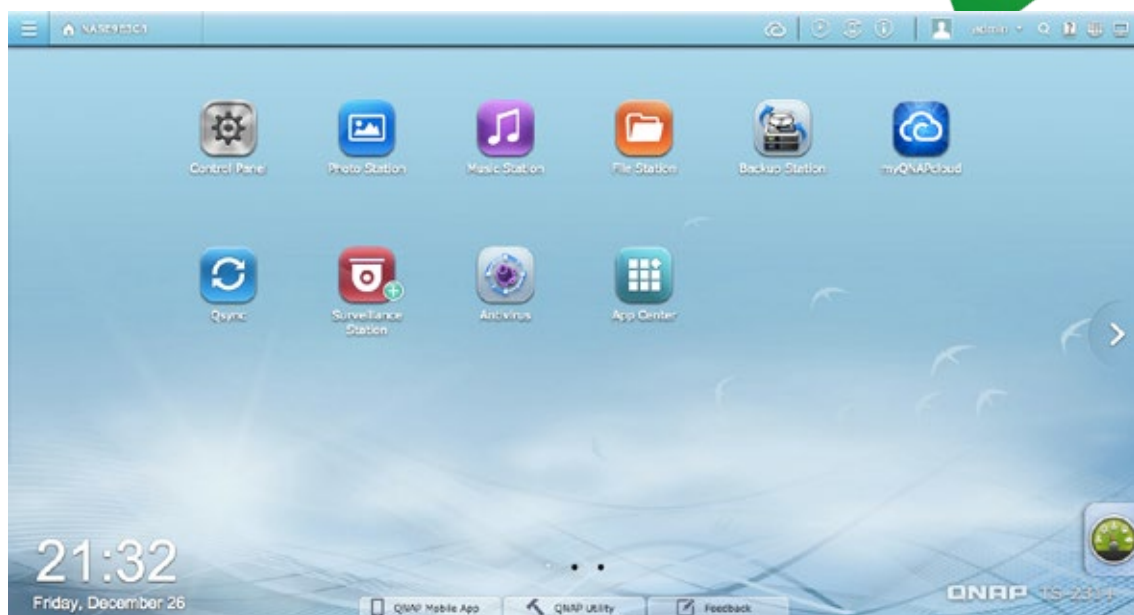 admin
Control Panel
Photo Station
Music Station
File Station
Backup Station
myQNAPcloud
Qsync
Surveillance
Station
Antivirus
App Center
21:32
Friday, December 26
QNAP Mobile App
QNAP Utility
Feedback
QNAP